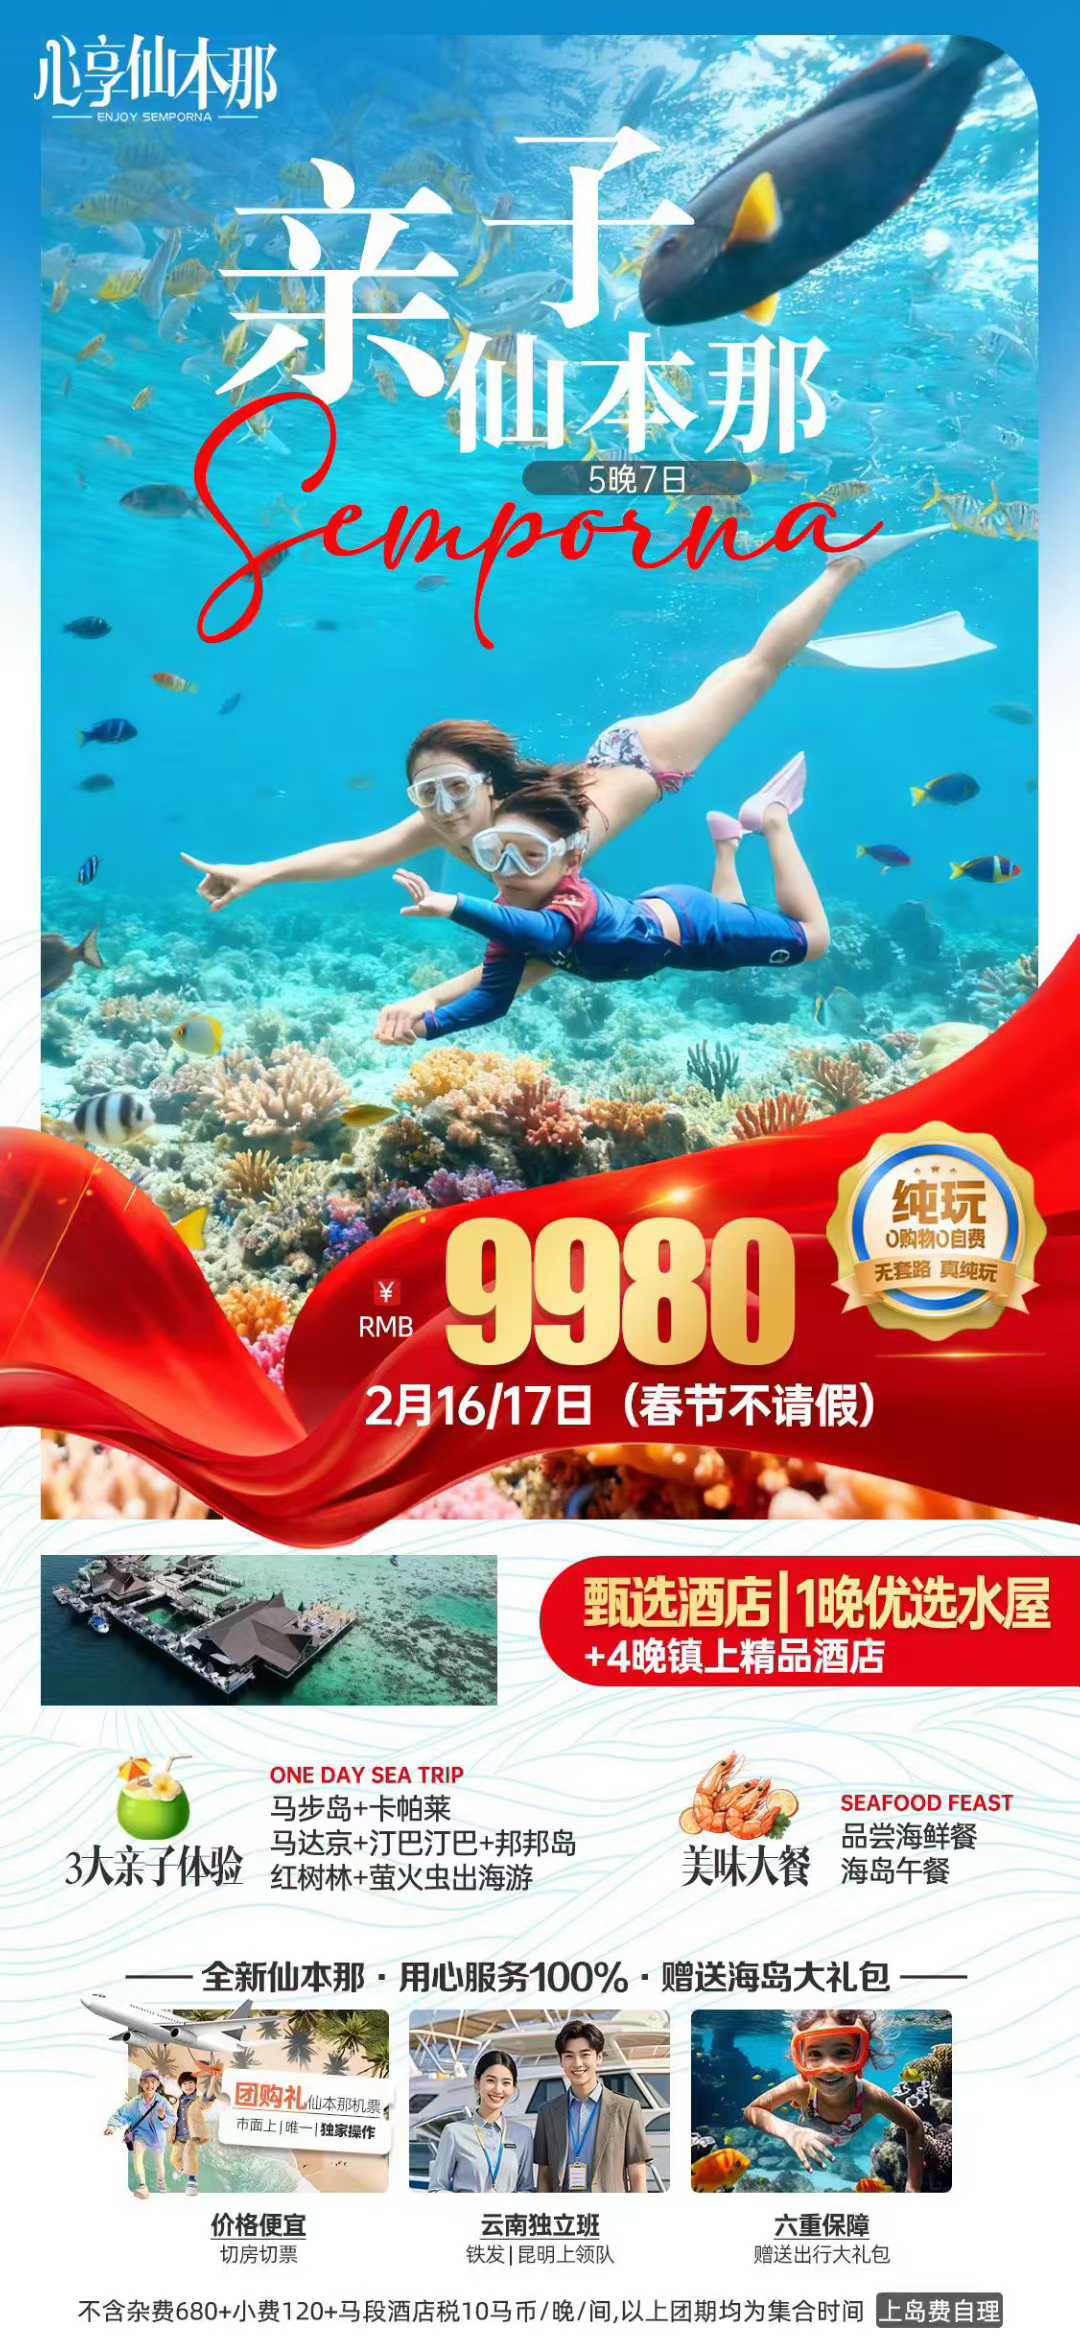 心享仙本那
ENJOY SEMPORNA
亲子
仙本那
5晚7日
Semporna
纯玩
0购物0自费
无套路 真纯玩
¥
RMB
9980
2月16/17日（春节不请假）
甄选酒店|1晚优选水屋
+4晚镇上精品酒店
3大亲子体验
ONE DAY SEA TRIP
马步岛+卡帕莱
马达京+汀巴汀巴+邦邦岛
红树林+萤火虫出海游
美味大餐
SEAFOOD FEAST
品尝海鲜餐
海岛午餐
全新仙本那·用心服务100%·赠送海岛大礼包
团购礼仙本那机票
市面上|唯一|独家操作
价格便宜
切房切票
云南独立班
铁发|昆明上领队
六重保障
赠送出行大礼包
不含杂费680+小费120+马段酒店税10马币/晚/间,以上团期均为集合时间 上岛费自理